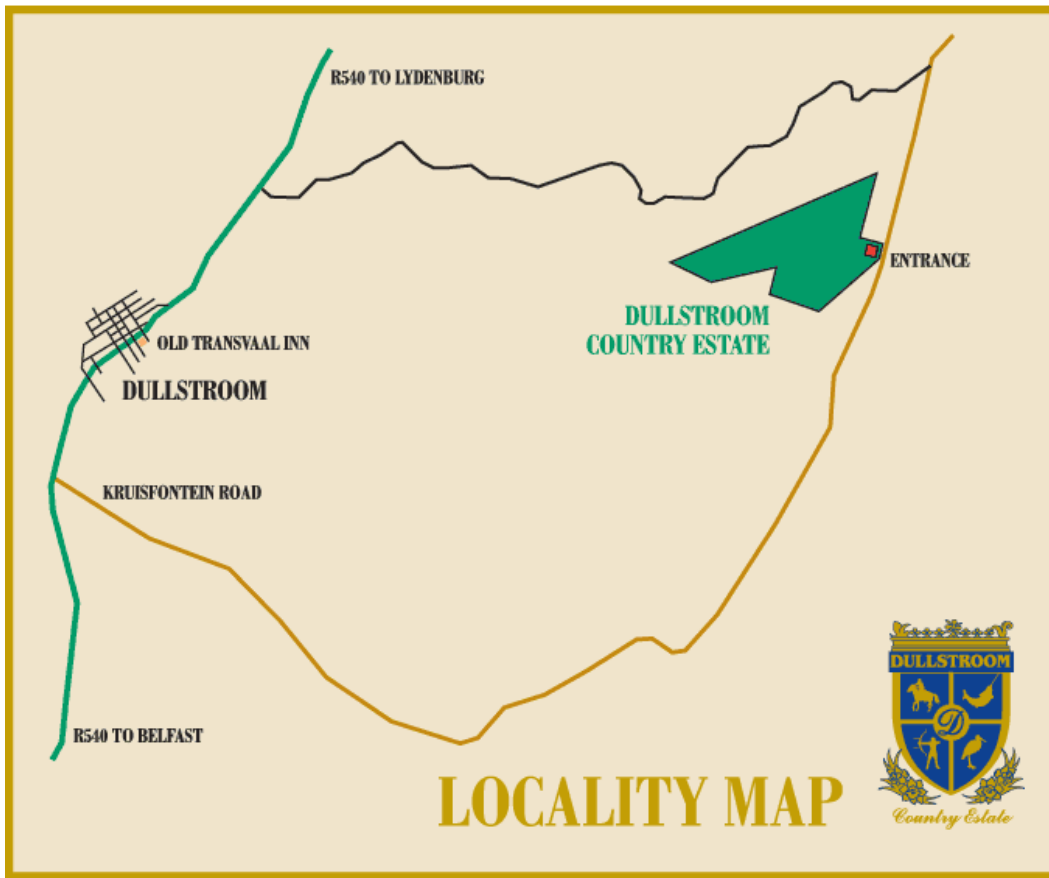 R540 TO LYDENBURG
ENTRANCE
DULLSTROOM
COUNTRY ESTATE
OLD TRANSVAAL INN
DULLSTROOM
KRUISFONTEIN ROAD
R540 TO BELFAST
LOCALITY MAP
DULLSTROOM
D
Country Estate